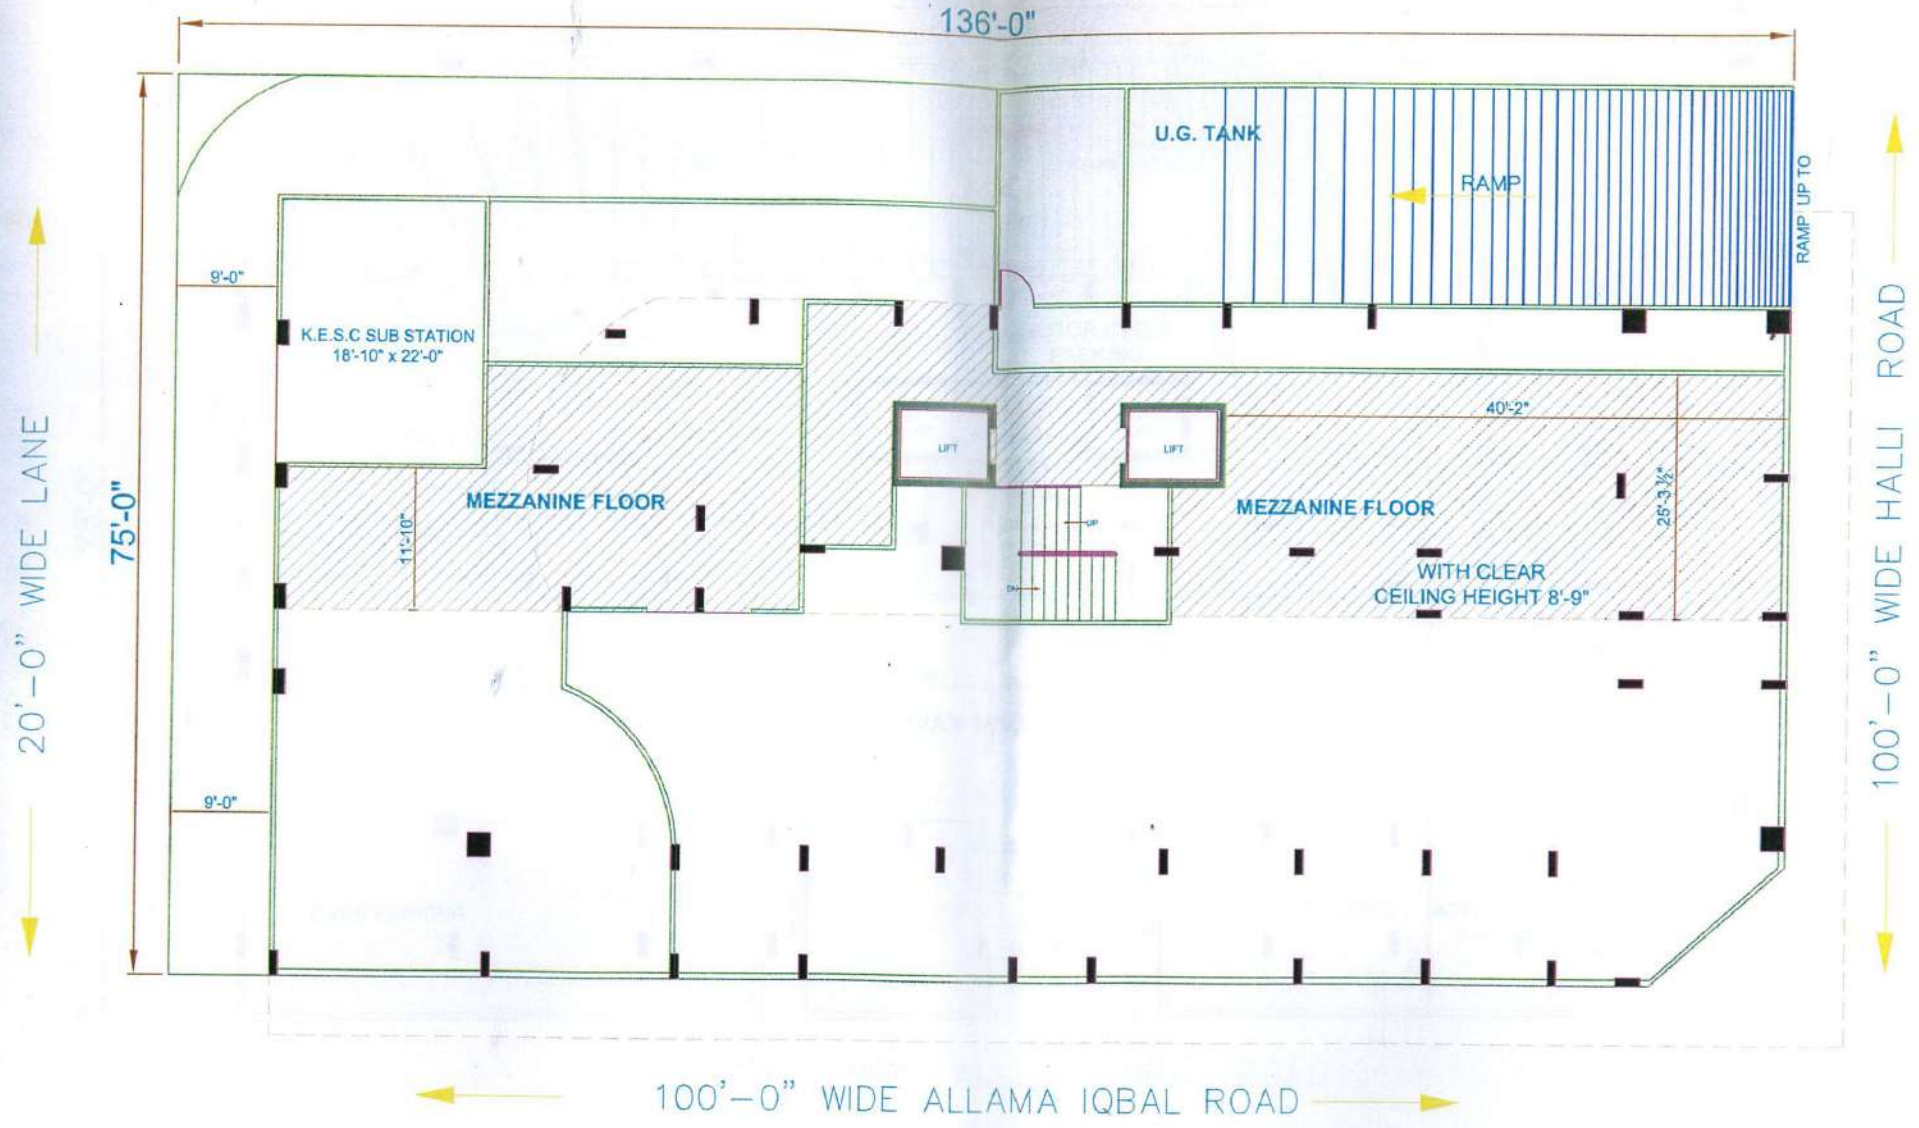 136'-0"
U.G. TANK
RAMP
RAMP UP TO
9'-0"
K.E.S.C SUB STATION
18'-10" x 22'-0"
40'-2"
LIFT
LIFT
MEZZANINE FLOOR
MEZZANINE FLOOR
25'-3 ½"
11'-10"
UP
DN
WITH CLEAR
CEILING HEIGHT 8'-9"
75'-0"
9'-0"
20'-0" WIDE LANE
100'-0" WIDE HALLI ROAD
100'-0" WIDE ALLAMA IQBAL ROAD